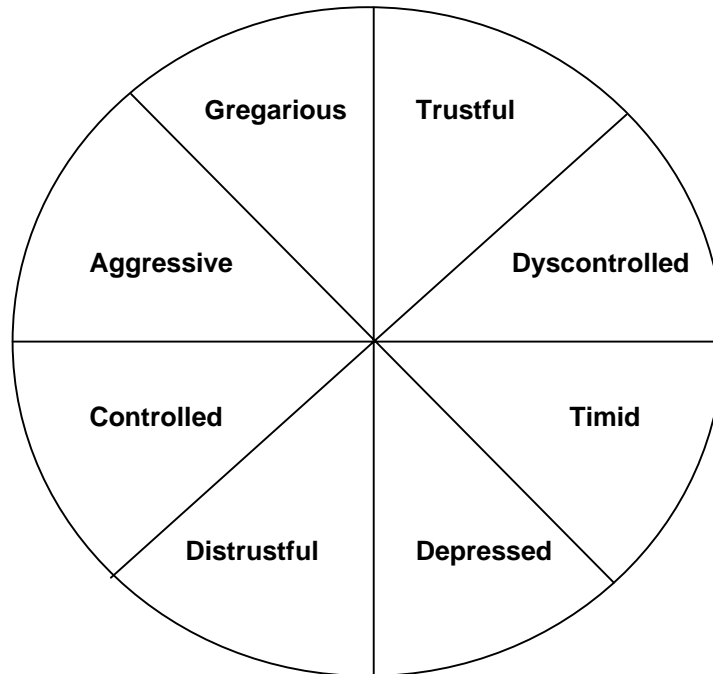 Gregarious Trustful
Aggressive Dyscontrolled
Controlled Timid
Distrustful Depressed